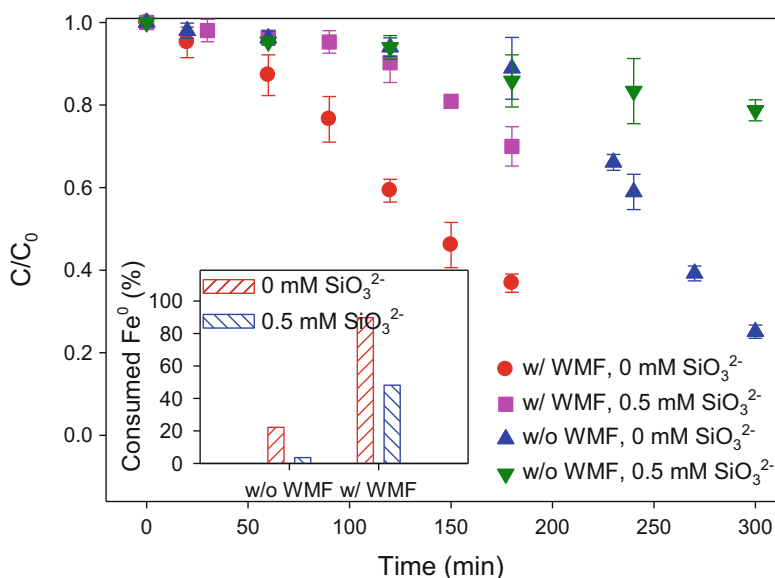 1.0
0.8
0.6
0.4
0.2
0.0
C/C₀
0 50 100 150 200 250 300
Time (min)
w/ WMF, 0 mM SiO₃²⁻
w/ WMF, 0.5 mM SiO₃²⁻
w/o WMF, 0 mM SiO₃²⁻
w/o WMF, 0.5 mM SiO₃²⁻
Consumed Fe⁰ (%)
100
80
60
40
20
0
0 mM SiO₃²⁻
0.5 mM SiO₃²⁻
w/o WMF w/ WMF